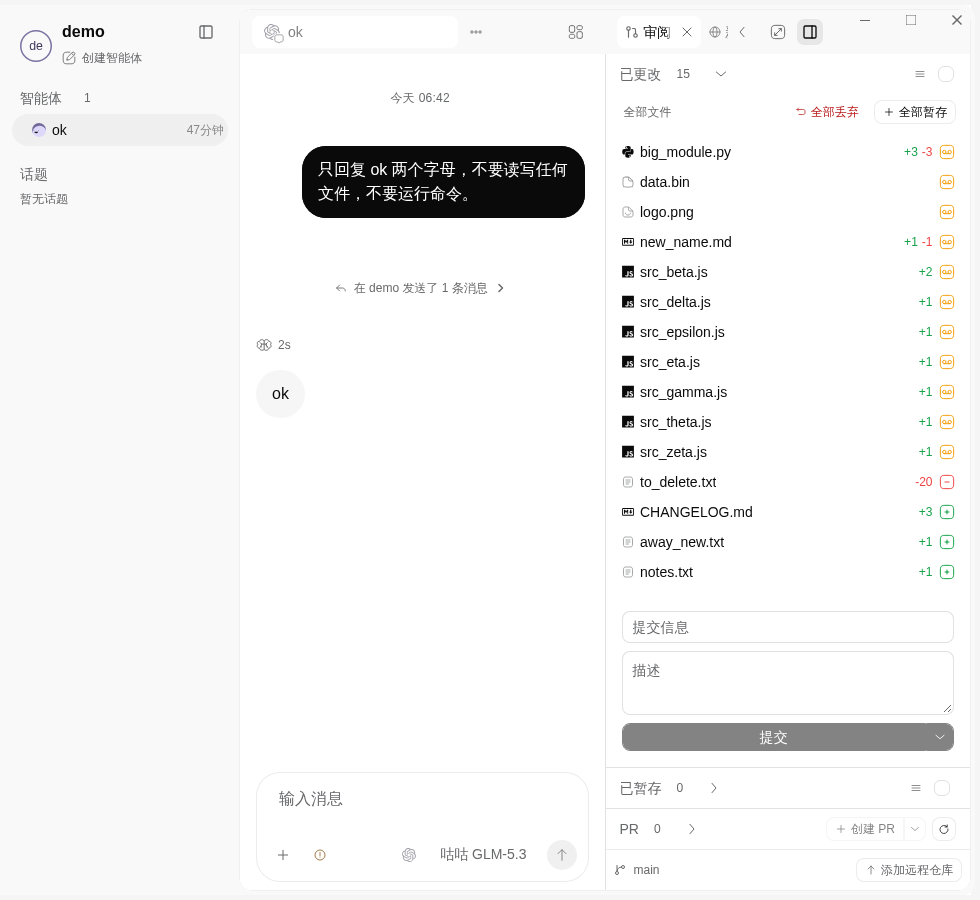 de
demo
创建智能体
智能体 1
ok 47分钟
话题
暂无话题
ok
今天 06:42
只回复 ok 两个字母，不要读写任何
文件，不要运行命令。
在 demo 发送了 1 条消息
2s
ok
输入消息
咕咕 GLM-5.3
审阅
已更改 15
全部文件 全部丢弃 全部暂存
big_module.py +3 -3
data.bin
logo.png
new_name.md +1 -1
src_beta.js +2
src_delta.js +1
src_epsilon.js +1
src_eta.js +1
src_gamma.js +1
src_theta.js +1
src_zeta.js +1
to_delete.txt -20
CHANGELOG.md +3
away_new.txt +1
notes.txt +1
提交信息
描述
提交
已暂存 0
PR 0 创建 PR
main 添加远程仓库